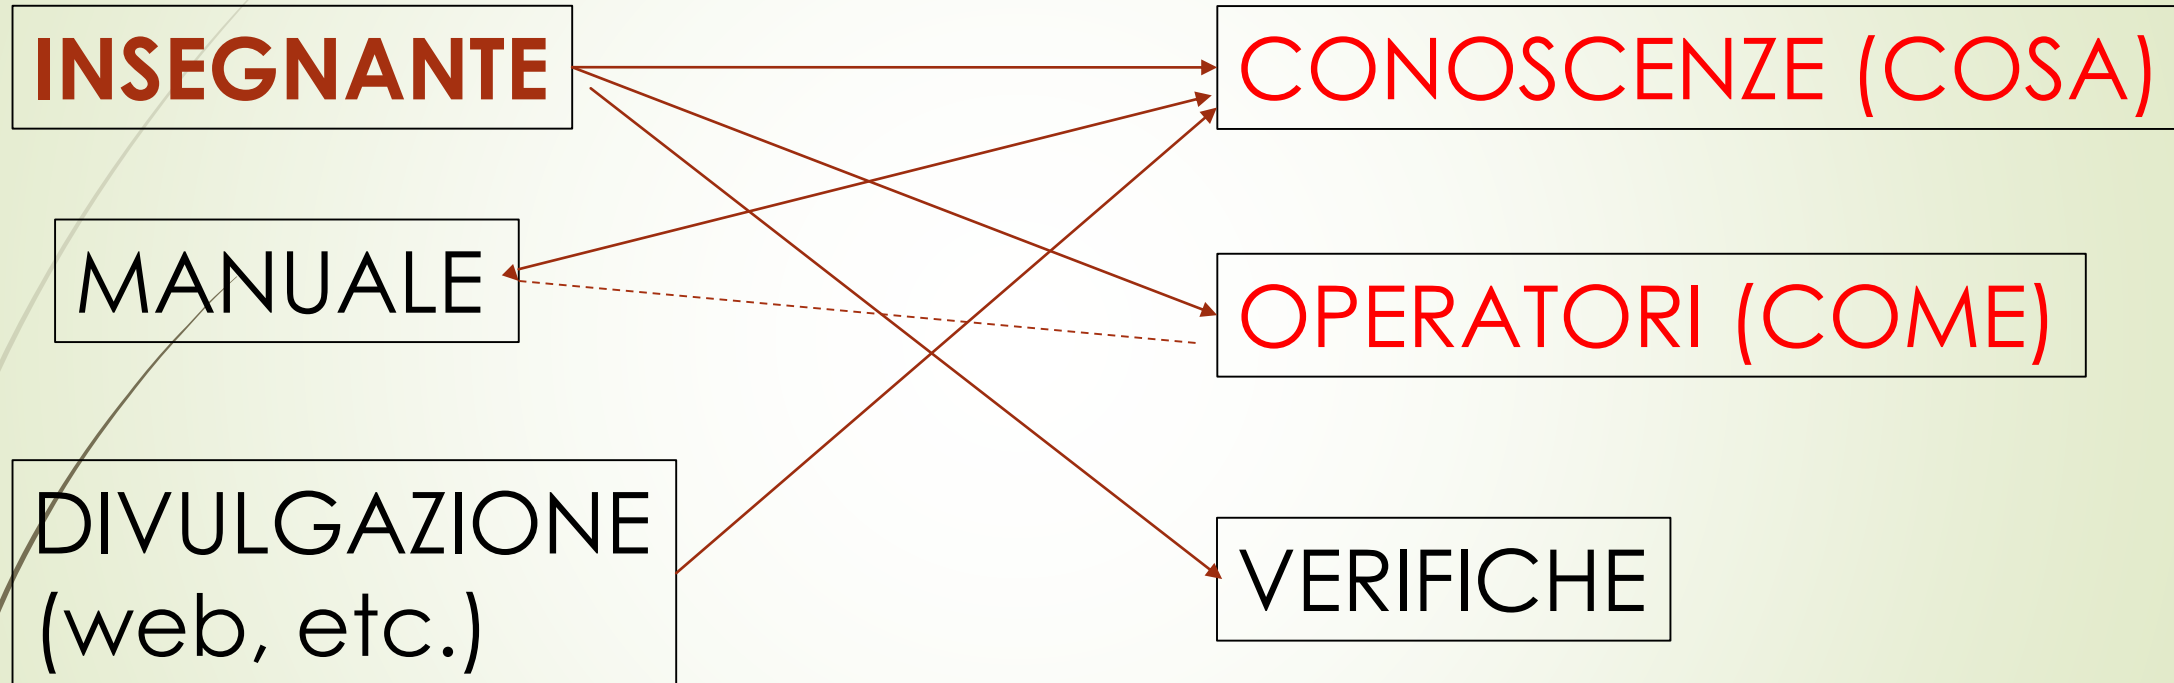 INSEGNANTE
CONOSCENZE (COSA)
MANUALE
OPERATORI (COME)
DIVULGAZIONE
(web, etc.)
VERIFICHE